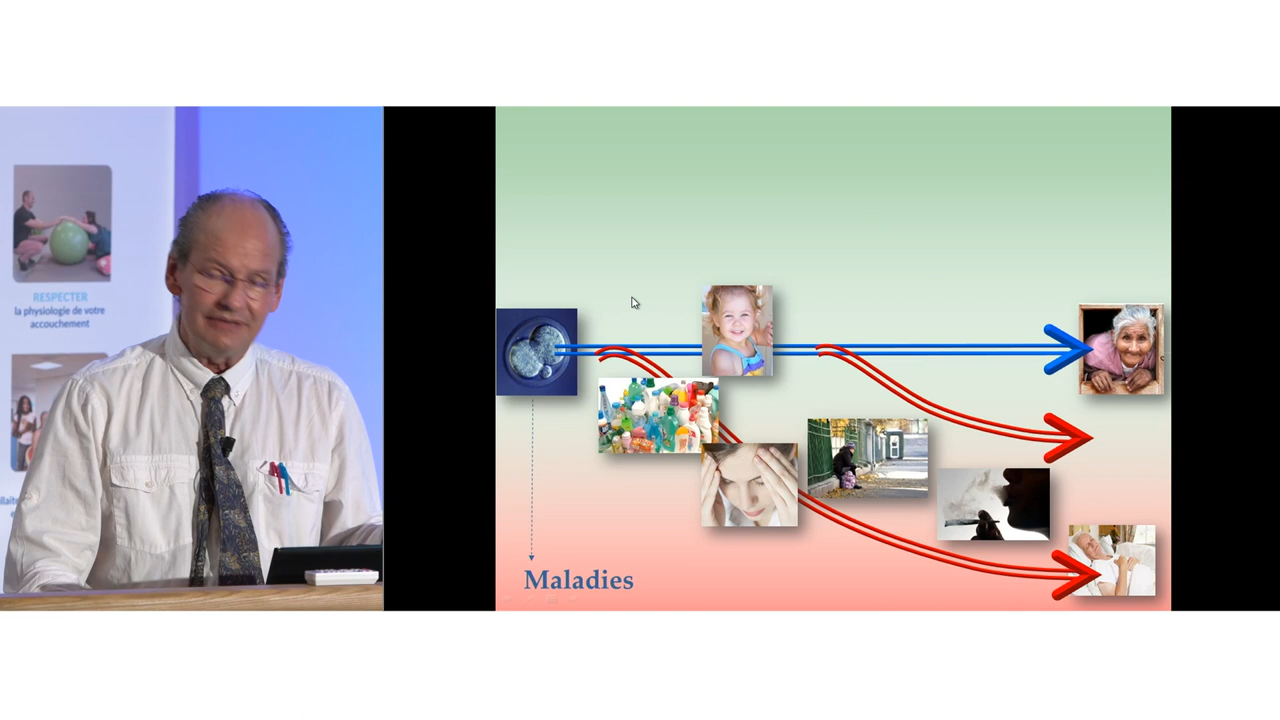 RESPECTER
la physiologie de votre
accouchement
Maladies